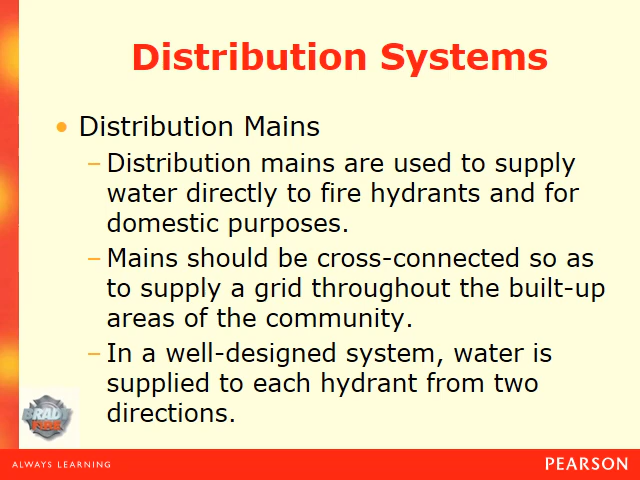 Distribution Systems
• Distribution Mains
– Distribution mains are used to supply
water directly to fire hydrants and for
domestic purposes.
– Mains should be cross-connected so as
to supply a grid throughout the built-up
areas of the community.
– In a well-designed system, water is
supplied to each hydrant from two
directions.
BRADY
FIRE
ALWAYS LEARNING
PEARSON